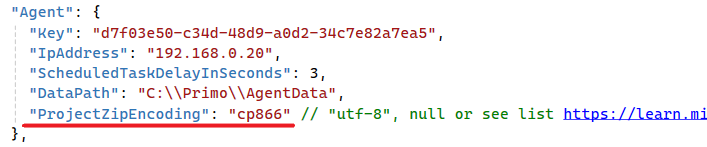 "Agent": {
"Key": "d7f03e50-c34d-48d9-a0d2-34c7e82a7ea5",
"IpAddress": "192.168.0.20",
"ScheduledTaskDelayInSeconds": 3,
"DataPath": "C:\\Primo\\AgentData",
"ProjectZipEncoding": "cp866" // "utf-8", null or see list https://learn.mi
},